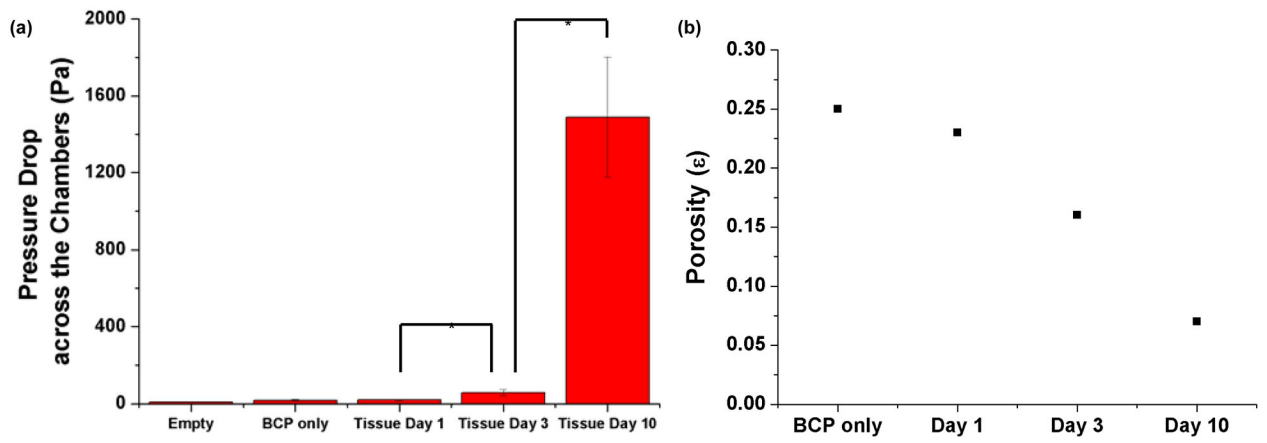 (a)
Pressure Drop
across the Chambers (Pa)
2000
1600
1200
800
400
0
*
*
Empty BCP only Tissue Day 1 Tissue Day 3 Tissue Day 10
(b)
Porosity (ε)
0.30
0.25
0.20
0.15
0.10
0.05
0.00
BCP only Day 1 Day 3 Day 10